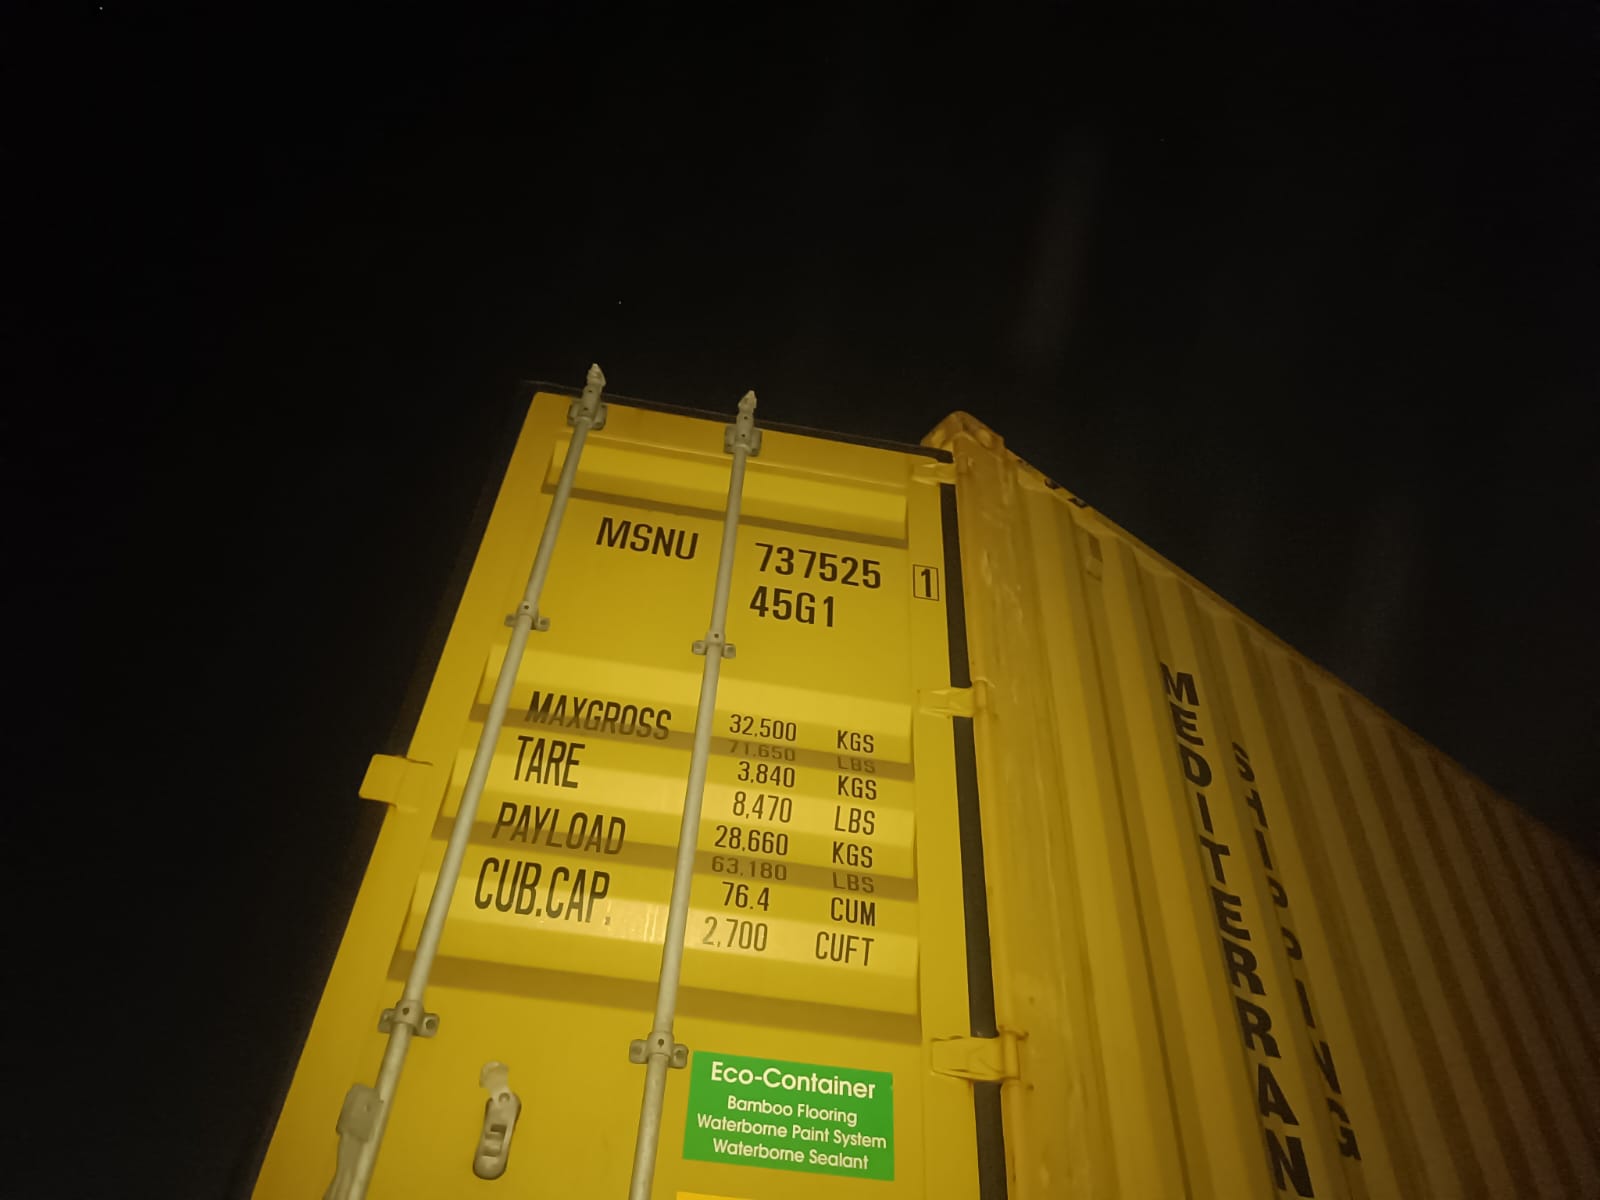 MSNU 737525 1
45G1
MAXGROSS 32,500 KGS
71,650 LBS
TARE 3,840 KGS
8,470 LBS
PAYLOAD 28,660 KGS
63,180 LBS
CUB.CAP. 76.4 CUM
2,700 CUFT
Eco-Container
Bamboo Flooring
Waterborne Paint System
Waterborne Sealant
MEDITERRAN
SHIPPING